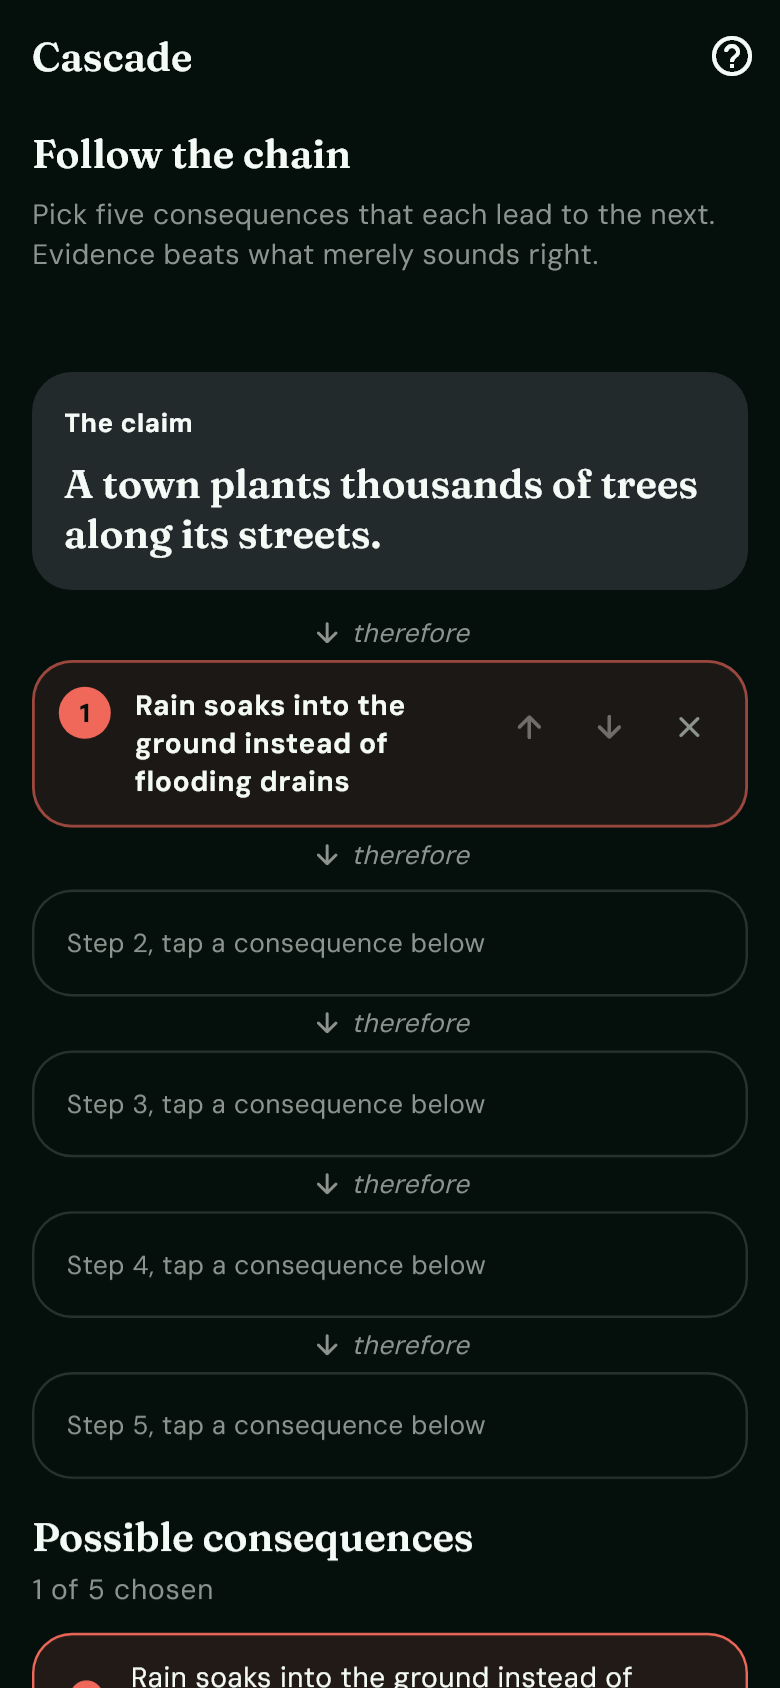 Cascade
Follow the chain
Pick five consequences that each lead to the next.
Evidence beats what merely sounds right.
The claim
A town plants thousands of trees
along its streets.
therefore
1
Rain soaks into the
ground instead of
flooding drains
therefore
Step 2, tap a consequence below
therefore
Step 3, tap a consequence below
therefore
Step 4, tap a consequence below
therefore
Step 5, tap a consequence below
Possible consequences
1 of 5 chosen
Rain soaks into the ground instead of